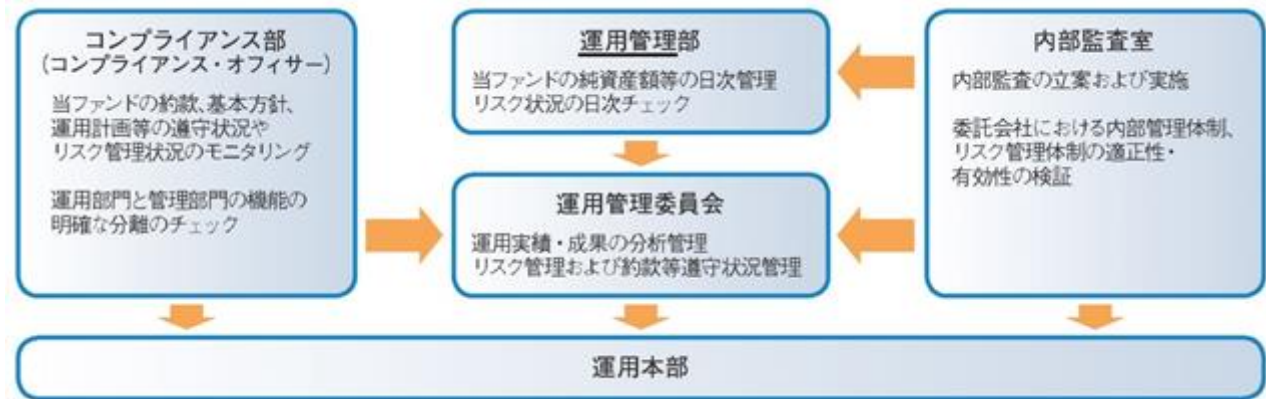 コンプライアンス部
(コンプライアンス・オフィサー)
当ファンドの約款、基本方針、
運用計画等の遵守状況や
リスク管理状況のモニタリング
運用部門と管理部門の機能の
明確な分離のチェック
運用管理部
当ファンドの純資産額等の日次管理
リスク状況の日次チェック
運用管理委員会
運用実績・成果の分析管理
リスク管理および約款等遵守状況管理
内部監査室
内部監査の立案および実施
委託会社における内部管理体制、
リスク管理体制の適正性・
有効性の検証
運用本部